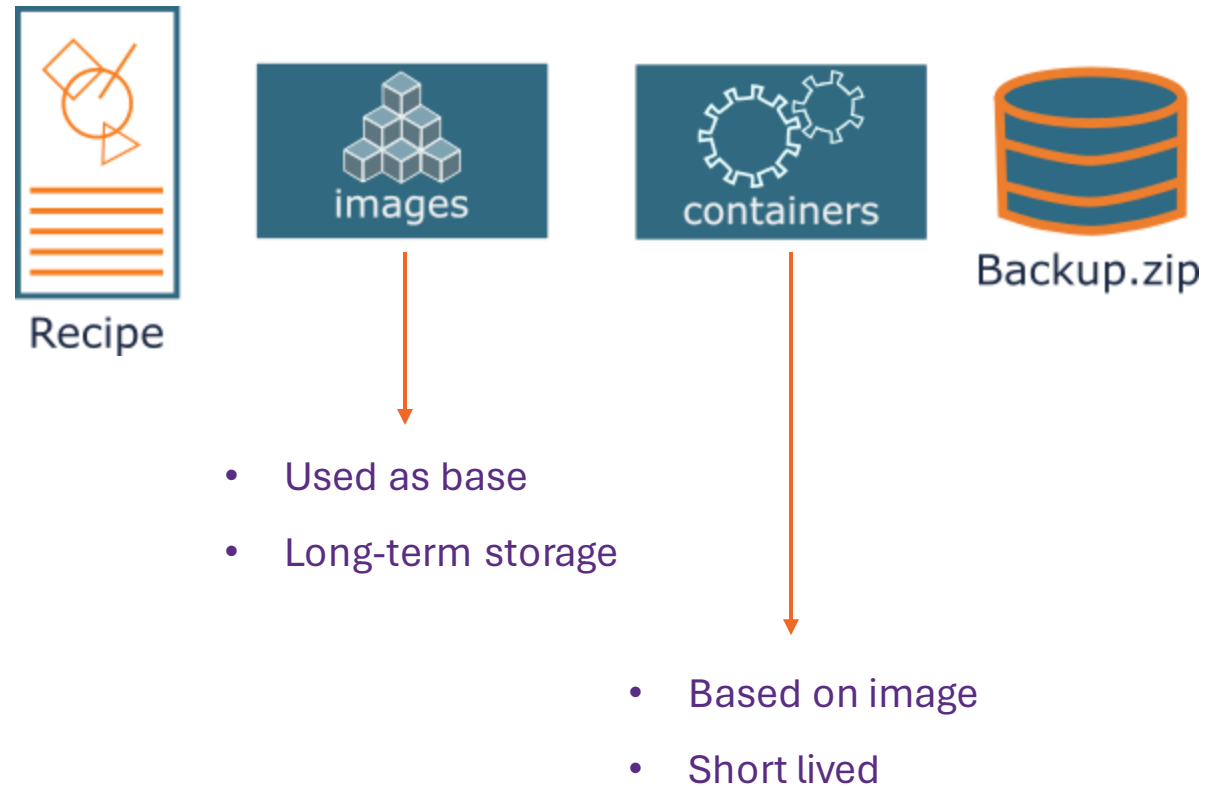 images
containers
Backup.zip
Recipe
• Used as base
• Long-term storage
• Based on image
• Short lived